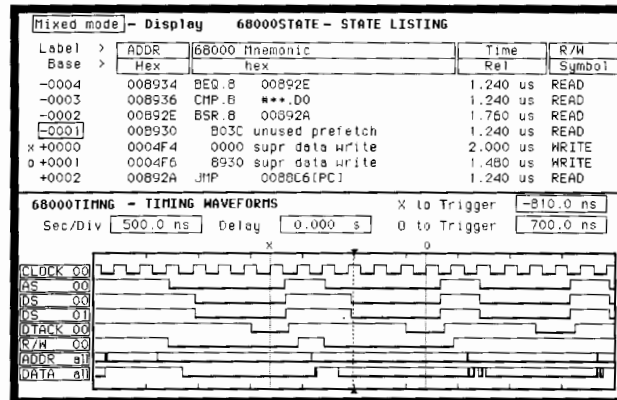 Mixed mode - Display 68000STATE - STATE LISTING
Label > ADDR 68000 Mnemonic Time R/W
Base > Hex hex Rel Symbol
-0004 008934 BEQ.B 00892E 1.240 us READ
-0003 008936 CMP.B #**.D0 1.240 us READ
-0002 00892E BSR.B 00892A 1.760 us READ
-0001 008930 B03C unused prefetch 1.240 us READ
x +0000 0004F4 0000 supr data write 2.000 us WRITE
o +0001 0004F6 8930 supr data write 1.480 us WRITE
+0002 00892A JMP 0088C6[PC] 1.240 us READ
68000TIMNG - TIMING WAVEFORMS X to Trigger -810.0 ns
Sec/Div 500.0 ns Delay 0.000 s O to Trigger 700.0 ns
X O
CLOCK 00
AS 00
DS 00
DS 01
DTACK 00
R/W 00
ADDR all
DATA all